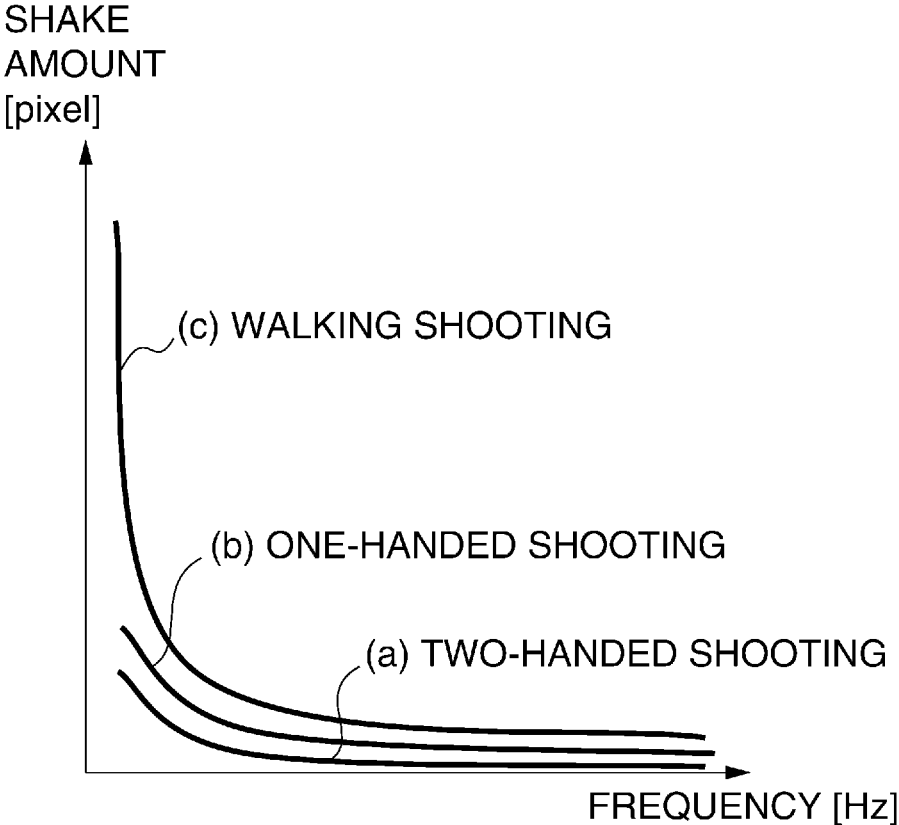 SHAKE
AMOUNT
[pixel]
(c) WALKING SHOOTING
(b) ONE-HANDED SHOOTING
(a) TWO-HANDED SHOOTING
FREQUENCY [Hz]